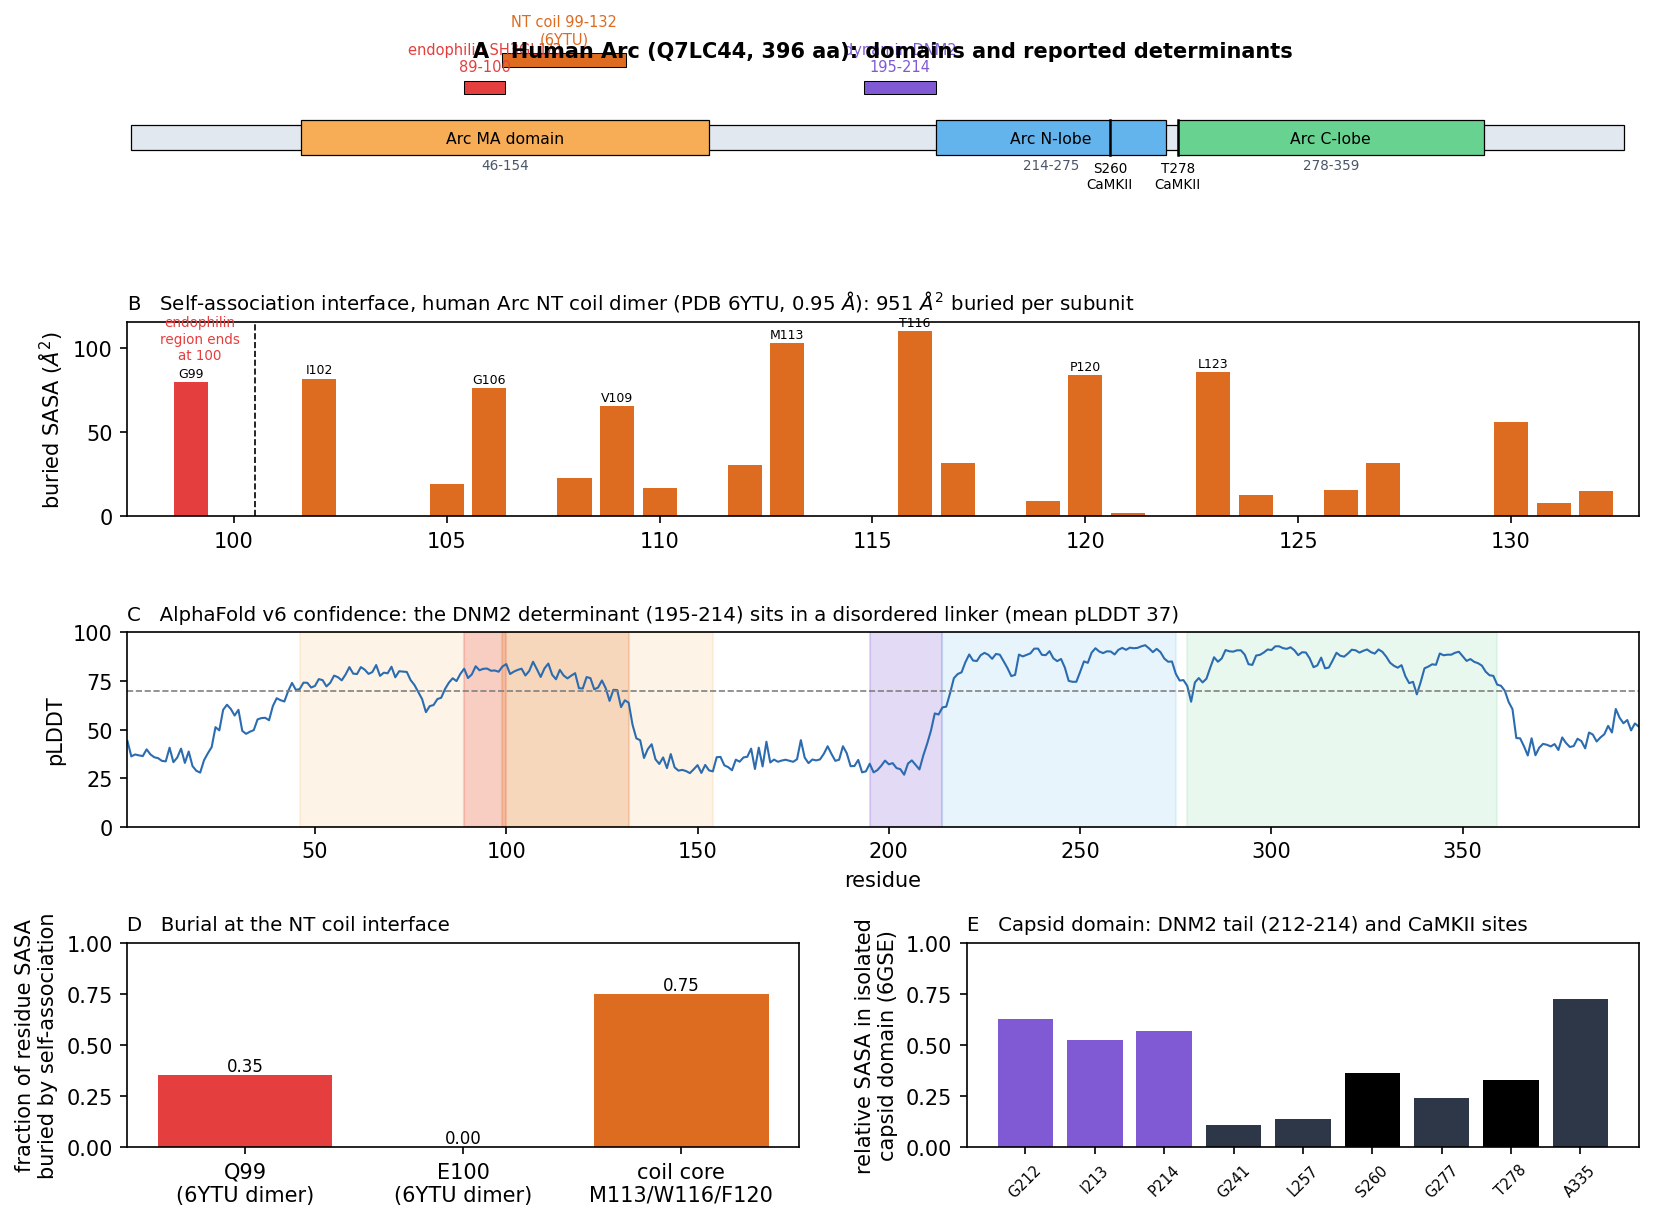 NT coil 99-132
(6YTU)
A   Human Arc (Q7LC44, 396 aa): domains and reported determinants
89-100
195-214
Arc MA domain
Arc N-lobe
Arc C-lobe
46-154
214-275
278-359
S260
CaMKII
T278
CaMKII
B   Self-association interface, human Arc NT coil dimer (PDB 6YTU, 0.95 Å): 951 Å² buried per subunit
buried SASA (Å²)
endophilin
region ends
at 100
G99
I102
G106
V109
M113
T116
P120
L123
100
50
0
100
105
110
115
120
125
130
C   AlphaFold v6 confidence: the DNM2 determinant (195-214) sits in a disordered linker (mean pLDDT 37)
pLDDT
100
75
50
25
0
50
100
150
200
250
300
350
residue
D   Burial at the NT coil interface
fraction of residue SASA
buried by self-association
1.00
0.75
0.50
0.25
0.00
0.35
0.00
0.75
Q99
(6YTU dimer)
E100
(6YTU dimer)
coil core
M113/W116/F120
E   Capsid domain: DNM2 tail (212-214) and CaMKII sites
relative SASA in isolated
capsid domain (6GSE)
1.00
0.75
0.50
0.25
0.00
G212
I213
P214
G241
L257
S260
G277
T278
A335